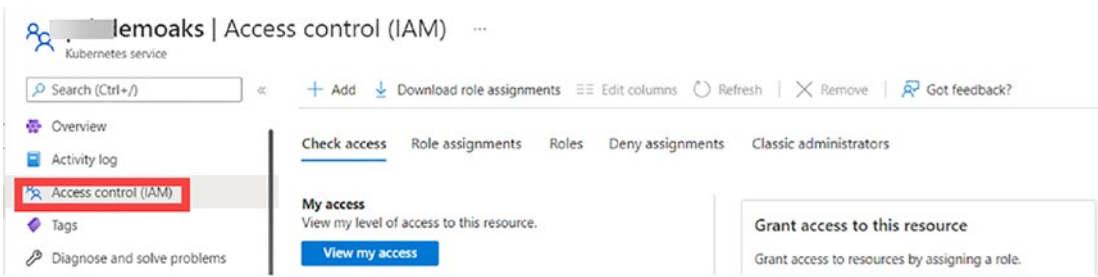 lemoaks | Access control (IAM) ...
Kubernetes service
Search (Ctrl+/)
«
+ Add
Download role assignments
Edit columns
Refresh
Remove
Got feedback?
Overview
Activity log
Access control (IAM)
Tags
Diagnose and solve problems
Check access
Role assignments
Roles
Deny assignments
Classic administrators
My access
View my level of access to this resource.
View my access
Grant access to this resource
Grant access to resources by assigning a role.